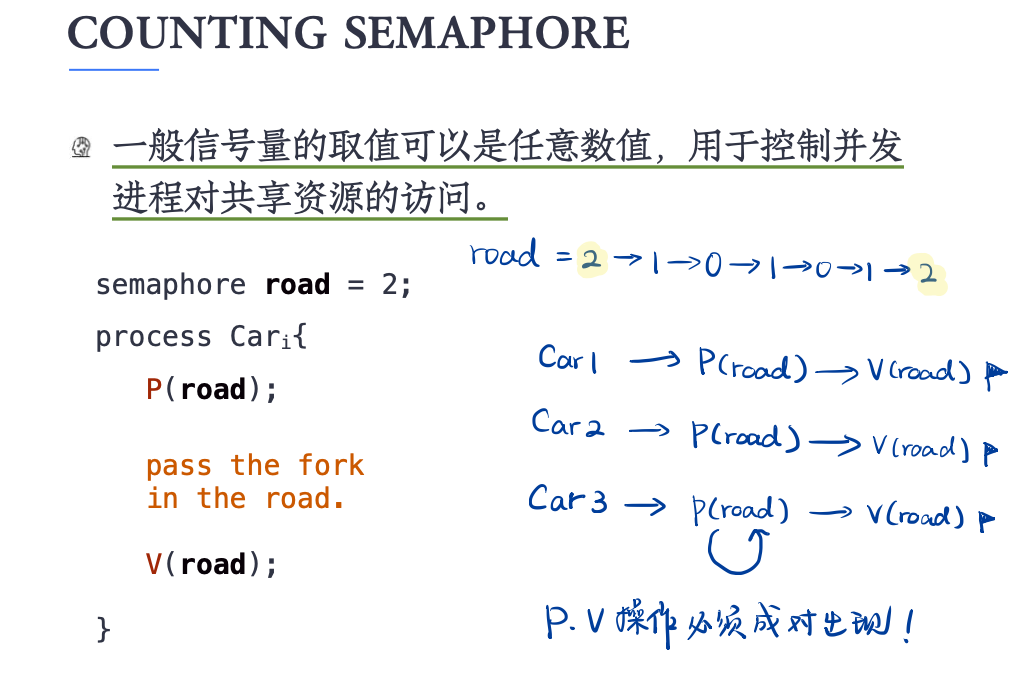 COUNTING SEMAPHORE
一般信号量的取值可以是任意数值，用于控制并发
进程对共享资源的访问。
road = 2 → 1 → 0 → 1 → 0 → 1 → 2
semaphore road = 2;
process Carᵢ{
P(road);
pass the fork
in the road.
V(road);
}
Car1 → P(road) → V(road)
Car2 → P(road) → V(road)
Car3 → P(road) → V(road)
P.V操作必须成对出现！